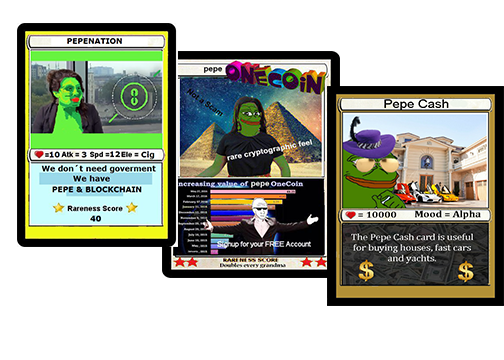 PEPENATION
8
♥=10 Atk = 3 Spd =12 Ele = Cig
We don´t need goverment
We have
PEPE & BLOCKCHAIN
Rareness Score
40
pepe ONECOiN
Not a Scam
rare cryptographic feel
increasing value of pepe OneCoin
Signup for your FREE Account
RARENESS SCORE
Doubles every grandma
Pepe Cash
♥ = 10000 Mood = Alpha
The Pepe Cash card is useful
for buying houses, fast cars
and yachts.
$ $